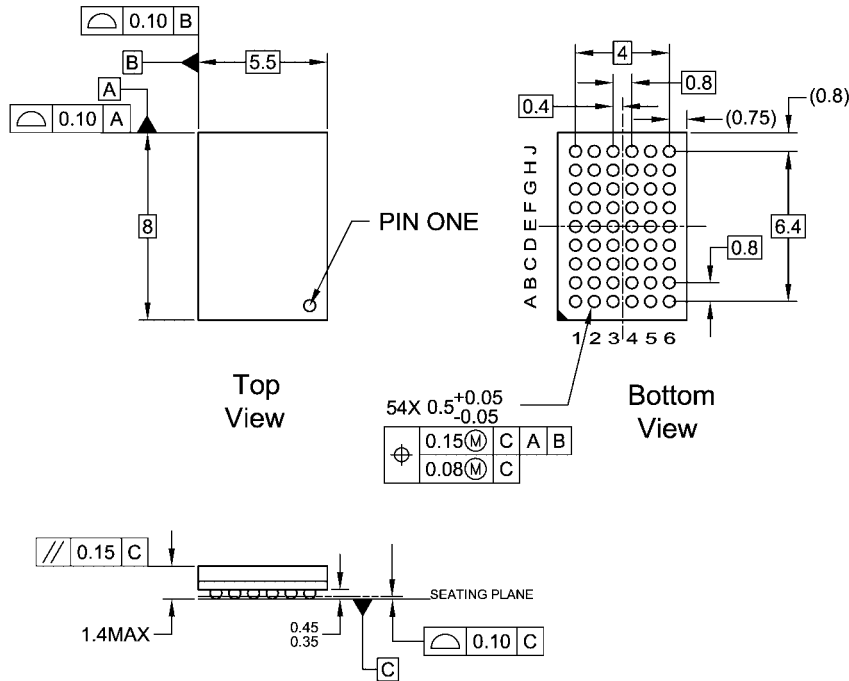 ⌓ 0.10 B
B
5.5
A
⌓ 0.10 A
8
PIN ONE
Top
View
4
0.8
0.4
(0.8)
(0.75)
J
H
G
F
E
D
C
B
A
6.4
0.8
1 2 3 4 5 6
54X 0.5 +0.05
-0.05
⌖ 0.15 Ⓜ C A B
0.08 Ⓜ C
Bottom
View
// 0.15 C
1.4MAX
0.45
0.35
SEATING PLANE
⌓ 0.10 C
C